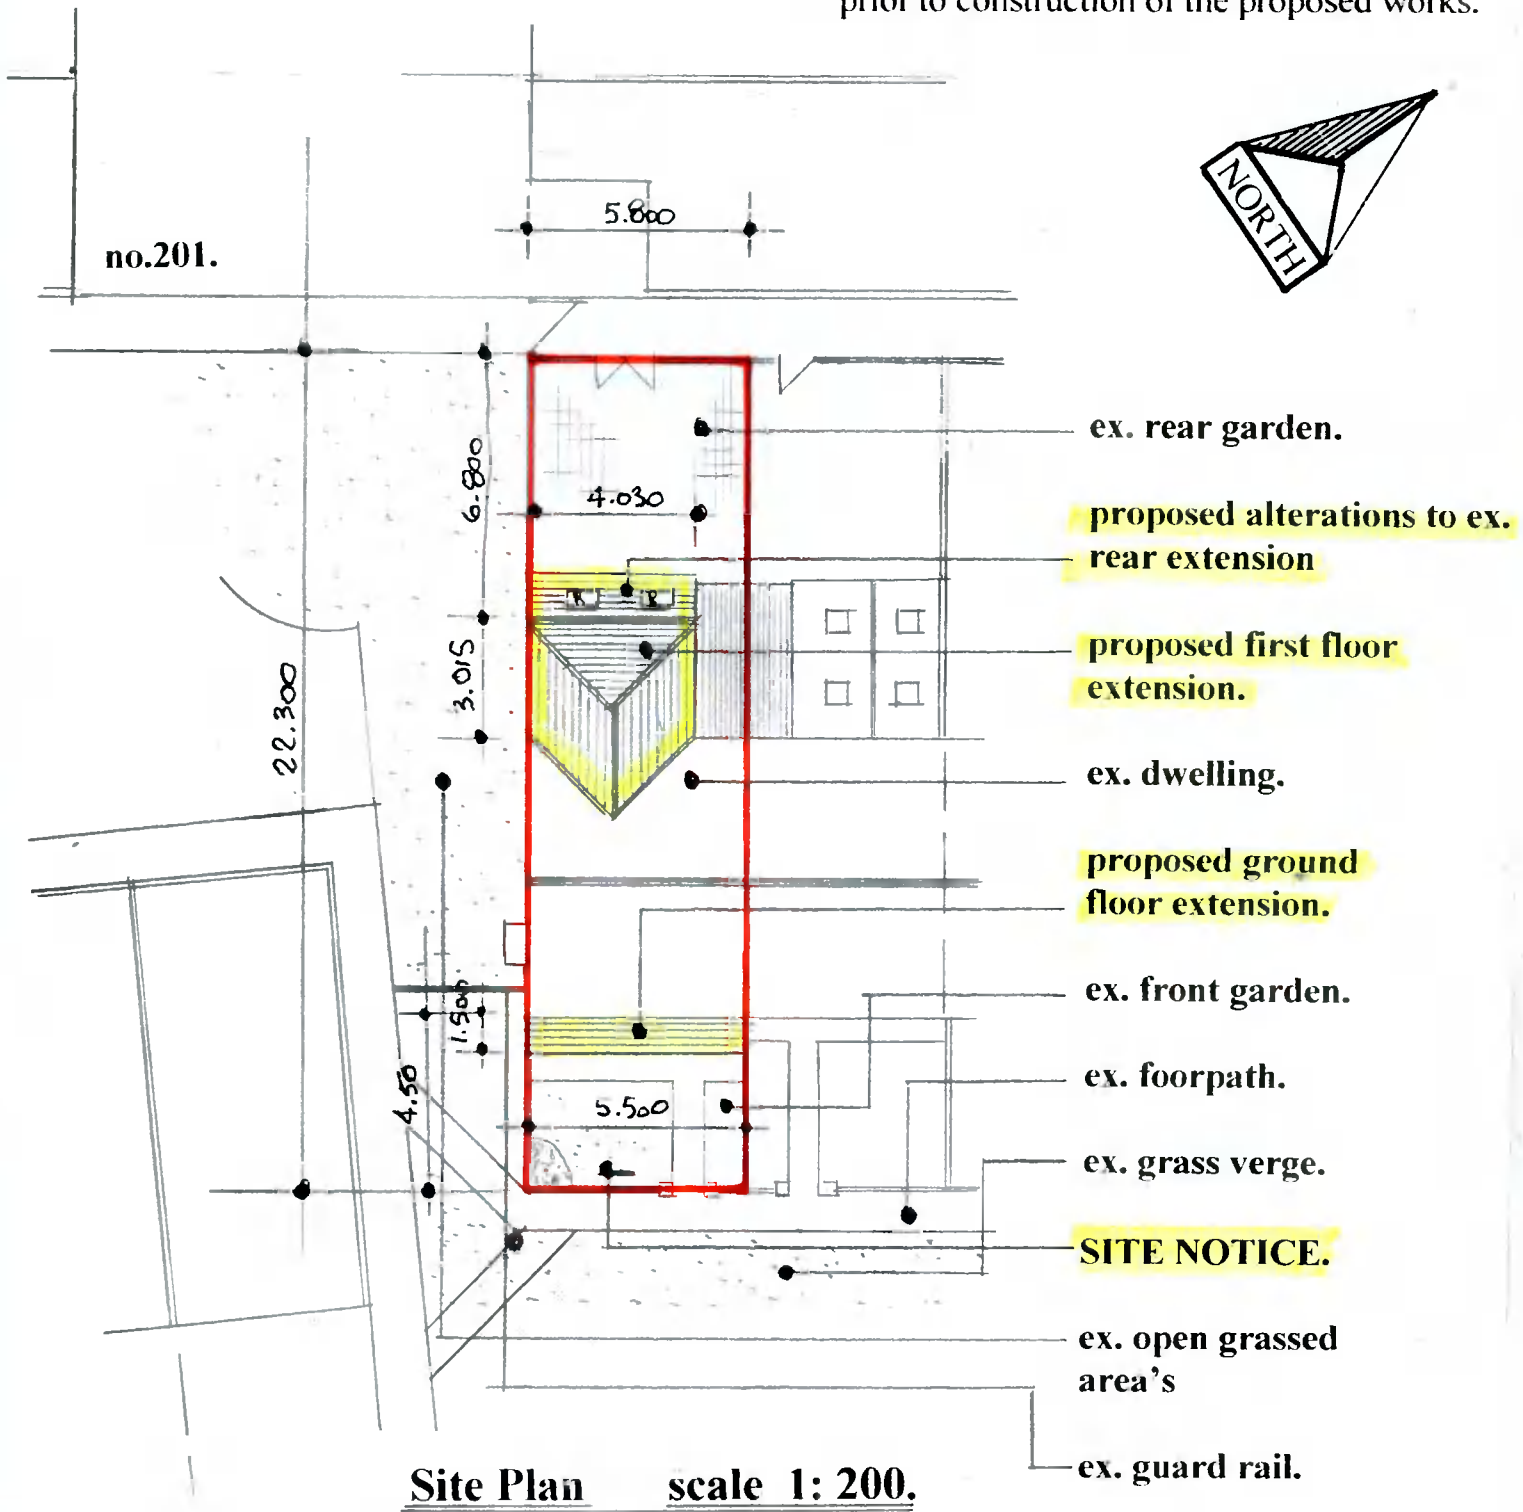 prior to construction of the proposed works.
NORTH
5.800
no.201.
ex. rear garden.
6.800
4.030
proposed alterations to ex.
rear extension
R
R
proposed first floor
extension.
3.015
22.300
ex. dwelling.
proposed ground
floor extension.
ex. front garden.
1.500
4.50
5.500
ex. foorpath.
ex. grass verge.
SITE NOTICE.
ex. open grassed
area's
ex. guard rail.
Site Plan scale 1: 200.